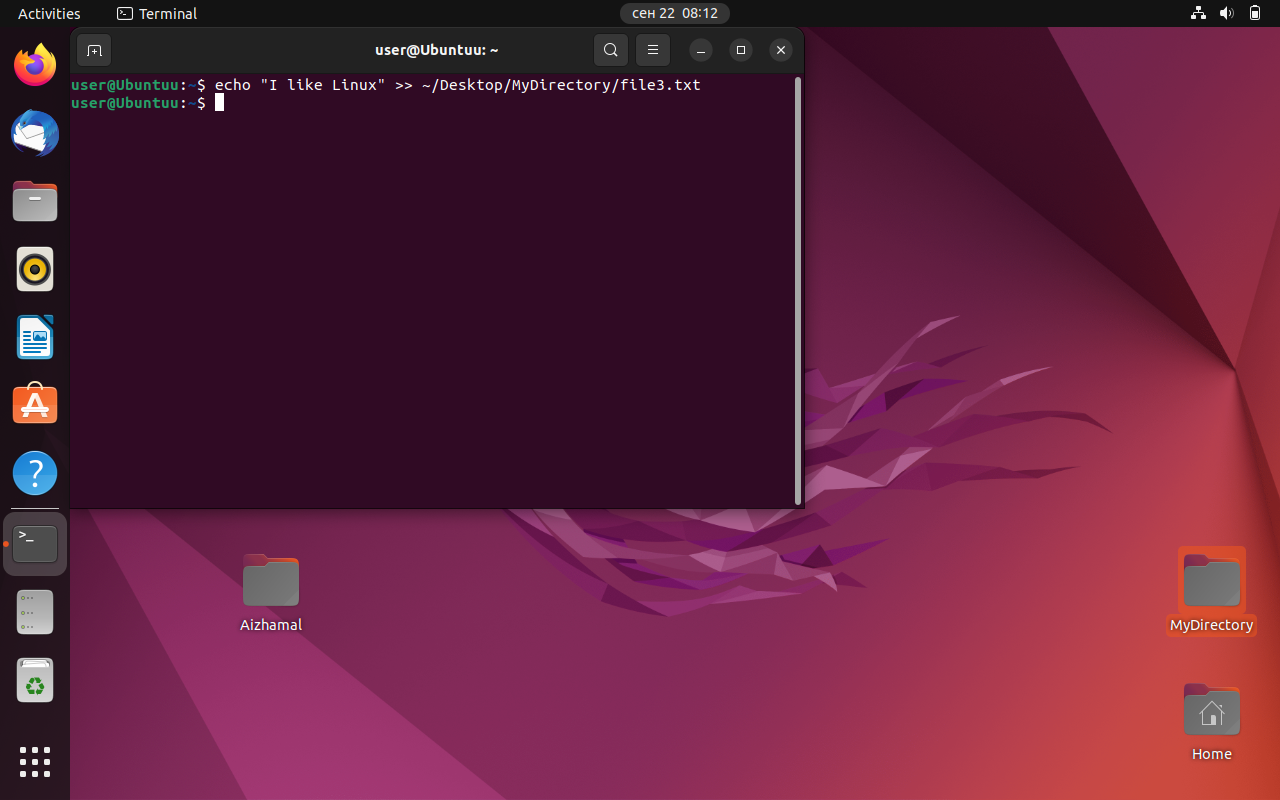 Activities
Terminal
сен 22 08:12
user@Ubuntuu: ~
user@Ubuntuu:~$ echo "I like Linux" >> ~/Desktop/MyDirectory/file3.txt
user@Ubuntuu:~$
Aizhamal
MyDirectory
Home